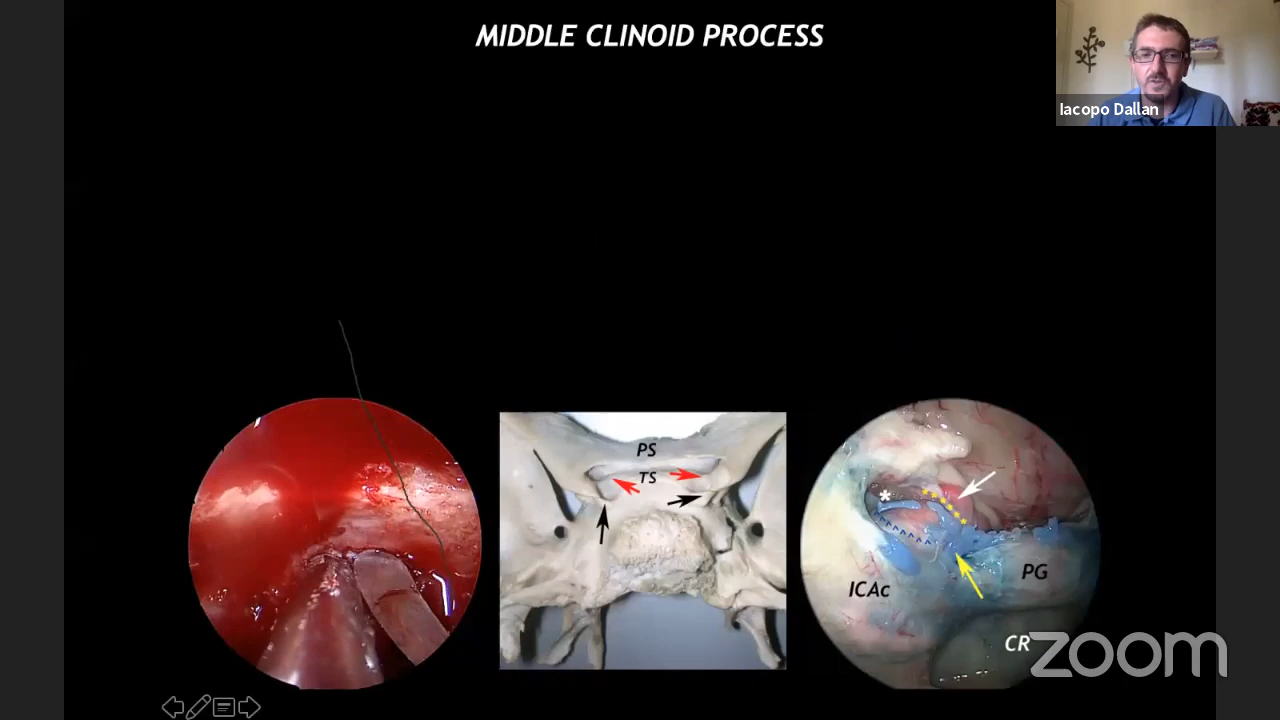 MIDDLE CLINOID PROCESS
Iacopo Dallan
PS
TS
*
ICAc
PG
CR
zoom